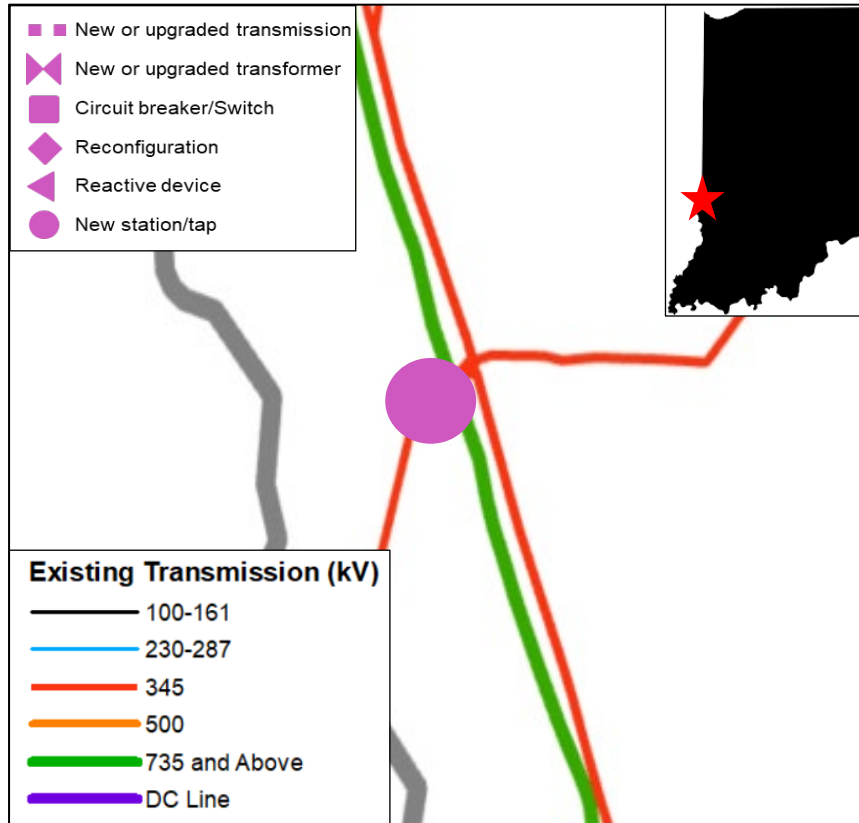 New or upgraded transmission
New or upgraded transformer
Circuit breaker/Switch
Reconfiguration
Reactive device
New station/tap
Existing Transmission (kV)
100-161
230-287
345
500
735 and Above
DC Line